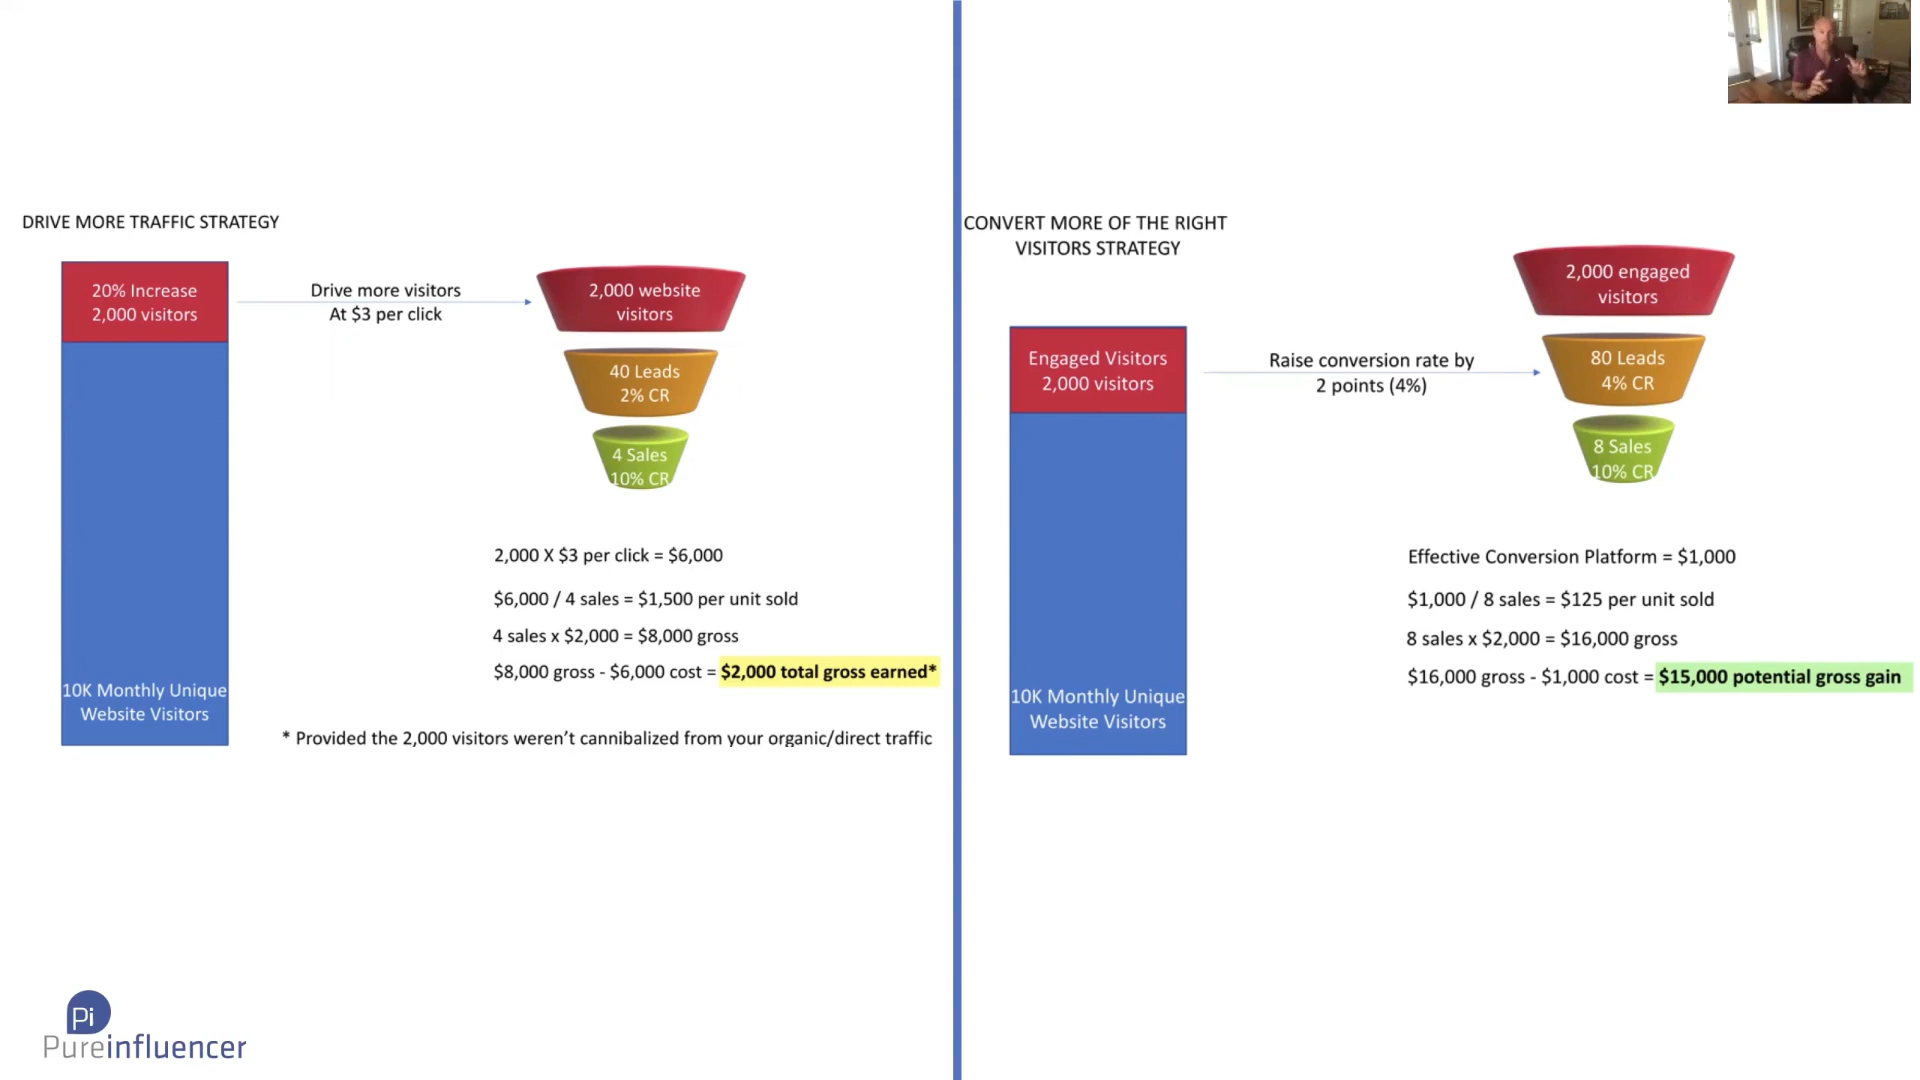 DRIVE MORE TRAFFIC STRATEGY
20% Increase
2,000 visitors
Drive more visitors
At $3 per click
2,000 website
visitors
40 Leads
2% CR
4 Sales
10% CR
10K Monthly Unique
Website Visitors
2,000 X $3 per click = $6,000
$6,000 / 4 sales = $1,500 per unit sold
4 sales x $2,000 = $8,000 gross
$8,000 gross - $6,000 cost = $2,000 total gross earned*
* Provided the 2,000 visitors weren't cannibalized from your organic/direct traffic
CONVERT MORE OF THE RIGHT
VISITORS STRATEGY
Engaged Visitors
2,000 visitors
Raise conversion rate by
2 points (4%)
2,000 engaged
visitors
80 Leads
4% CR
8 Sales
10% CR
10K Monthly Unique
Website Visitors
Effective Conversion Platform = $1,000
$1,000 / 8 sales = $125 per unit sold
8 sales x $2,000 = $16,000 gross
$16,000 gross - $1,000 cost = $15,000 potential gross gain
Pi
Pureinfluencer